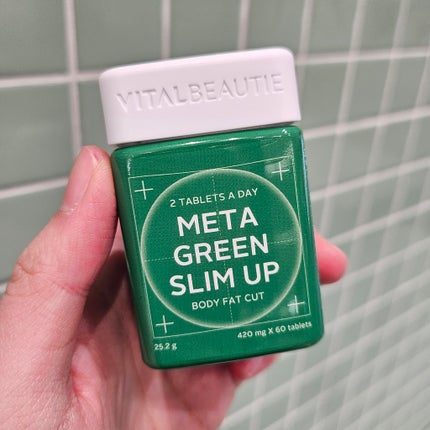 VITALBEAUTIE
2 TABLETS A DAY
META
GREEN
SLIM UP
BODY FAT CUT
420 mg X 60 tablets
25.2 g